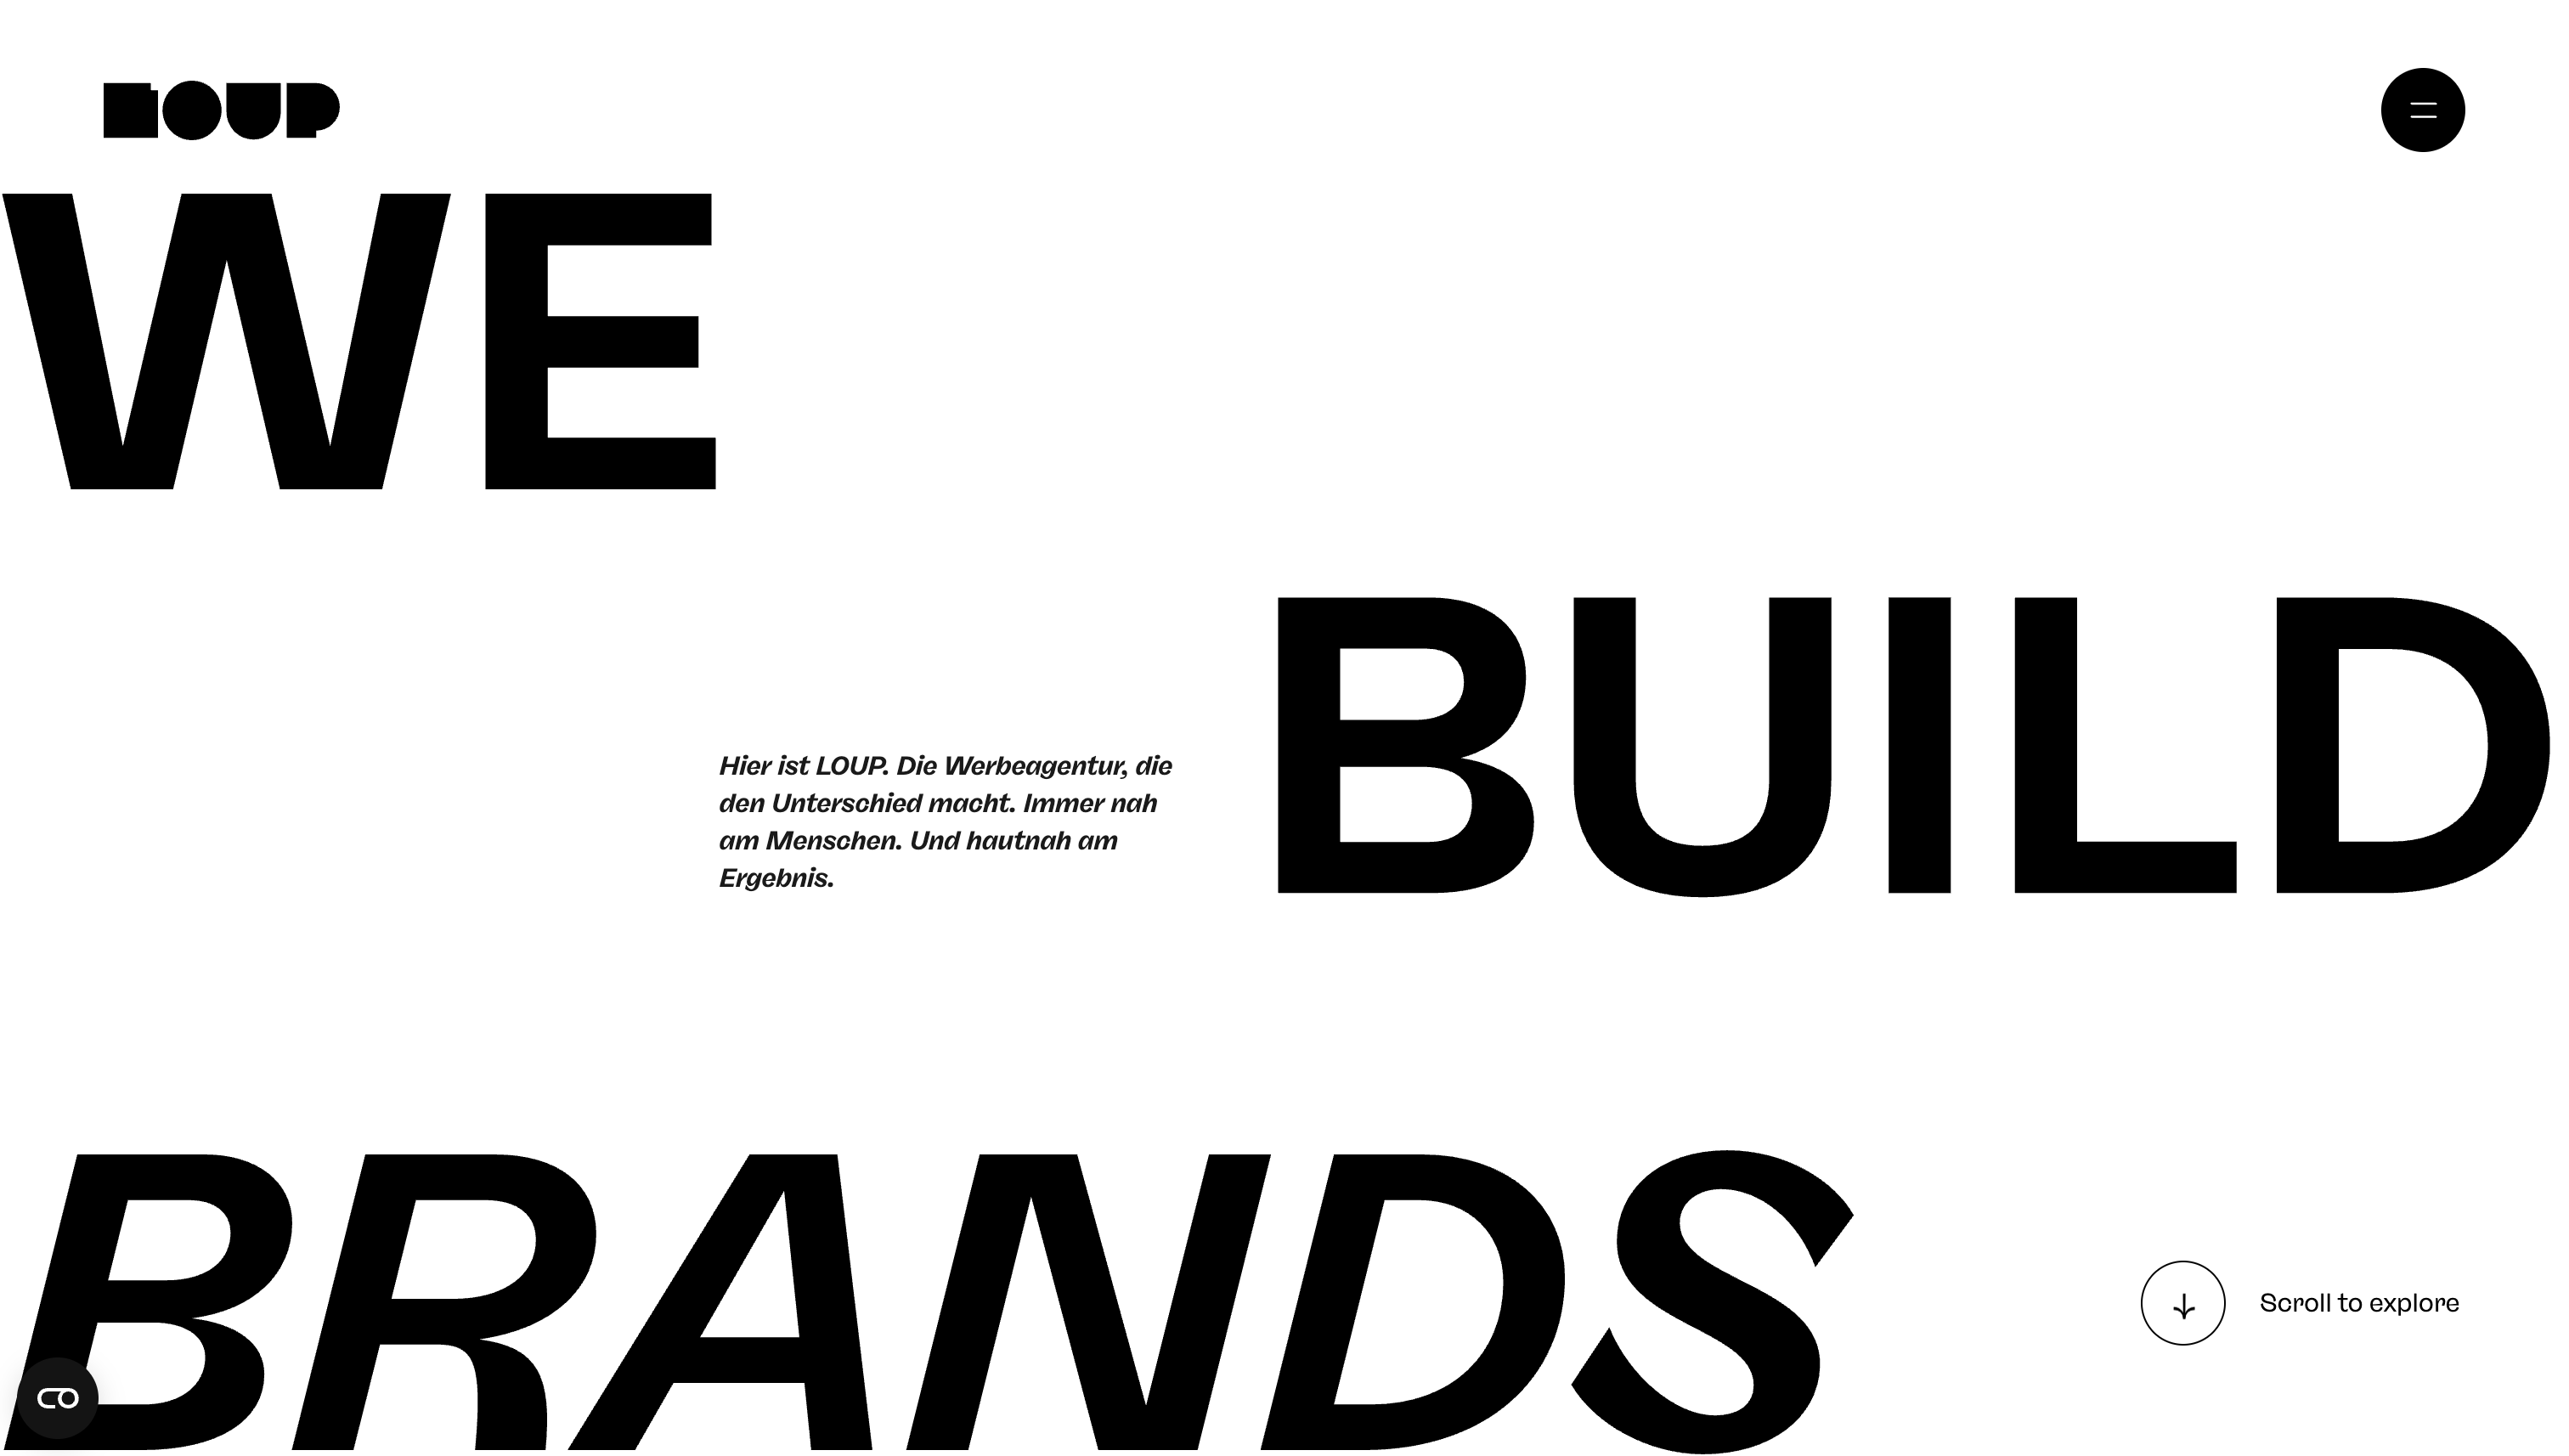 LOUP
WE
BUILD
Hier ist LOUP. Die Werbeagentur, die
den Unterschied macht. Immer nah
am Menschen. Und hautnah am
Ergebnis.
BRANDS
Scroll to explore